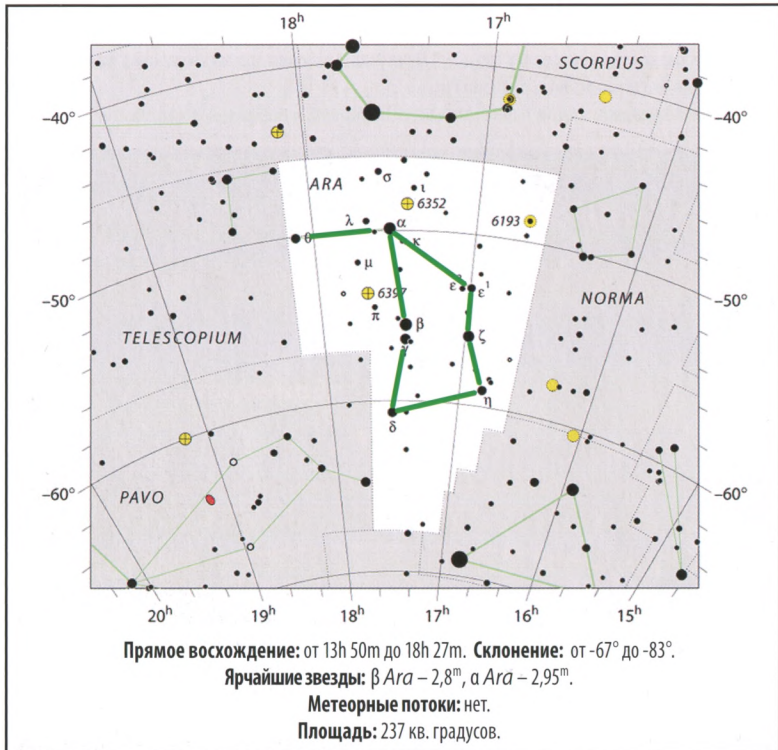 18h 17h
SCORPIUS
−40° −40°
σ
ARA ι
6352
λ α 6193
θ κ
μ ε² ε¹
−50° 6397 −50°
NORMA
π
β
TELESCOPIUM γ ζ
η
δ
−60° −60°
PAVO
20h 19h 18h 17h 16h 15h
Прямое восхождение: от 13h 50m до 18h 27m. Склонение: от -67° до -83°.
Ярчайшие звезды: β Ara – 2,8ᵐ, α Ara – 2,95ᵐ.
Метеорные потоки: нет.
Площадь: 237 кв. градусов.